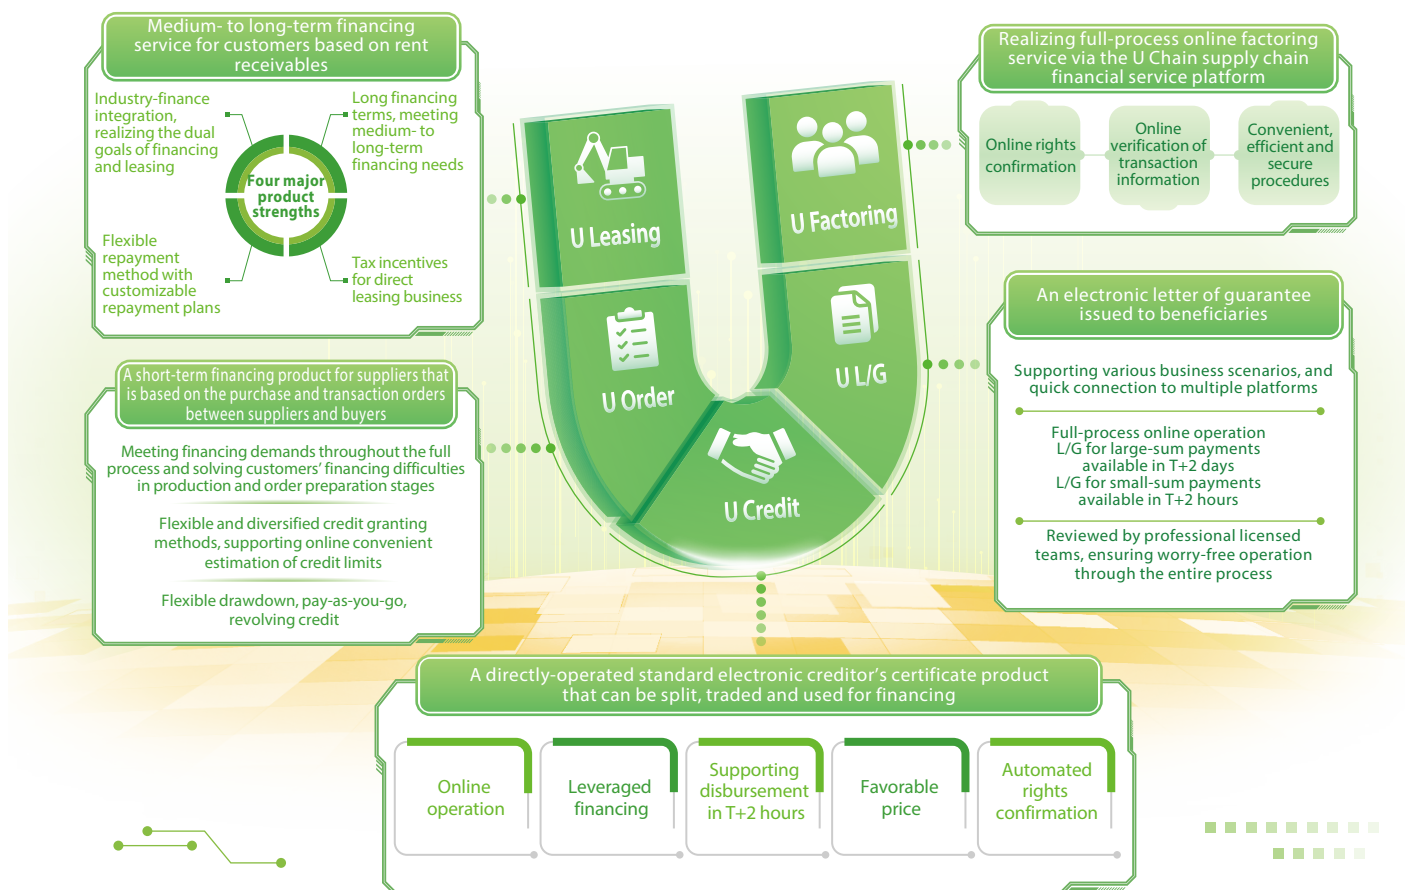 Medium- to long-term financing
service for customers based on rent
receivables
Industry-finance
integration,
realizing the dual
goals of financing
and leasing
Long financing
terms, meeting
medium- to
long-term
financing needs
Four major
product
strengths
Flexible
repayment
method with
customizable
repayment plans
Tax incentives
for direct
leasing business
A short-term financing product for suppliers that
is based on the purchase and transaction orders
between suppliers and buyers
Meeting financing demands throughout the full
process and solving customers’ financing difficulties
in production and order preparation stages
Flexible and diversified credit granting
methods, supporting online convenient
estimation of credit limits
Flexible drawdown, pay-as-you-go,
revolving credit
U Leasing
U Order
U Credit
U L/G
U Factoring
Realizing full-process online factoring
service via the U Chain supply chain
financial service platform
Online rights
confirmation
Online
verification of
transaction
information
Convenient,
efficient and
secure
procedures
An electronic letter of guarantee
issued to beneficiaries
Supporting various business scenarios, and
quick connection to multiple platforms
Full-process online operation
L/G for large-sum payments
available in T+2 days
L/G for small-sum payments
available in T+2 hours
Reviewed by professional licensed
teams, ensuring worry-free operation
through the entire process
A directly-operated standard electronic creditor’s certificate product
that can be split, traded and used for financing
Online
operation
Leveraged
financing
Supporting
disbursement
in T+2 hours
Favorable
price
Automated
rights
confirmation